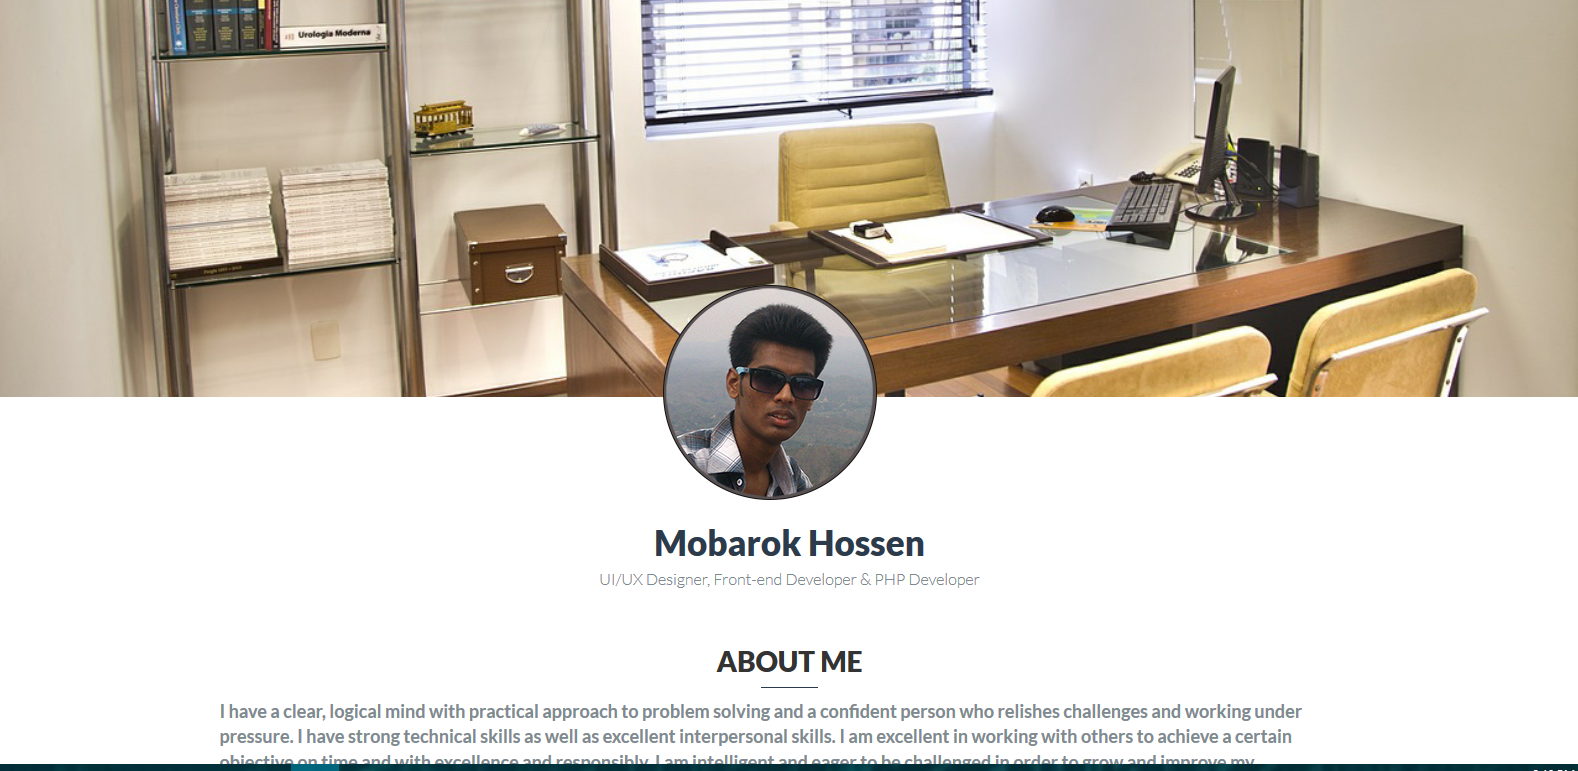 Urologia Moderna
Mobarok Hossen
UI/UX Designer, Front-end Developer & PHP Developer
ABOUT ME
I have a clear, logical mind with practical approach to problem solving and a confident person who relishes challenges and working under
pressure. I have strong technical skills as well as excellent interpersonal skills. I am excellent in working with others to achieve a certain
objective on time and with excellence and responsibly. I am intelligent and eager to be challenged in order to grow and improve my